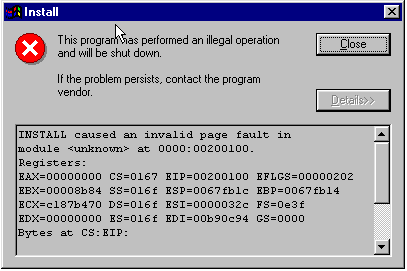 Install
This program has performed an illegal operation
and will be shut down.
If the problem persists, contact the program
vendor.
Close
Details>>
INSTALL caused an invalid page fault in
module <unknown> at 0000:00200100.
Registers:
EAX=00000000 CS=0167 EIP=00200100 EFLGS=00000202
EBX=00008b84 SS=016f ESP=0067fb1c EBP=0067fb14
ECX=c187b470 DS=016f ESI=0000032c FS=0e3f
EDX=00000000 ES=016f EDI=00b90c94 GS=0000
Bytes at CS:EIP: